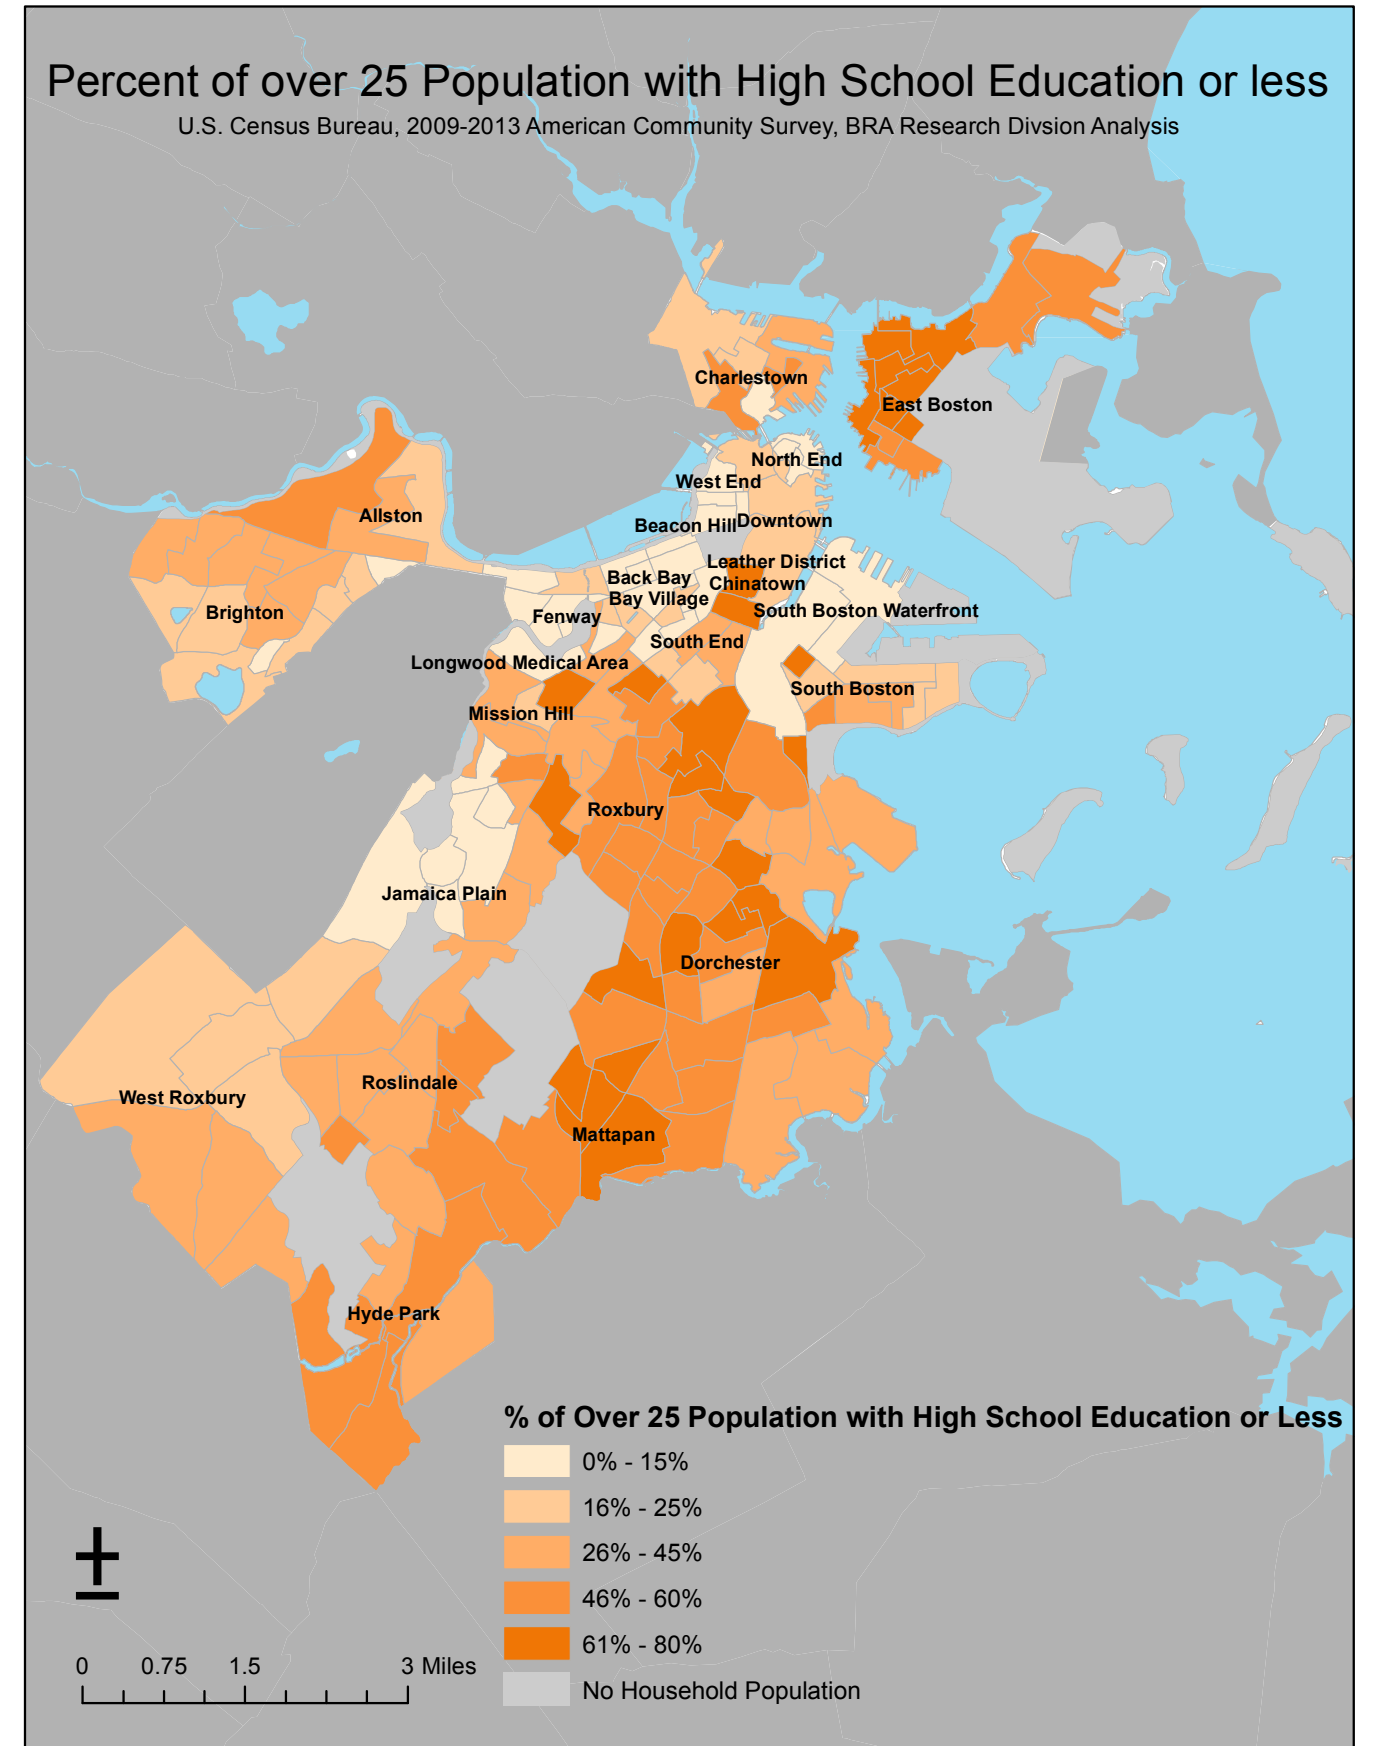 Percent of over 25 Population with High School Education or less
U.S. Census Bureau, 2009-2013 American Community Survey, BRA Research Divsion Analysis
Charlestown
East Boston
North End
West End
Allston
Beacon Hill
Downtown
Leather District
Back Bay
Chinatown
Bay Village
Brighton
Fenway
South Boston Waterfront
South End
Longwood Medical Area
South Boston
Mission Hill
Roxbury
Jamaica Plain
Dorchester
Roslindale
West Roxbury
Mattapan
Hyde Park
% of Over 25 Population with High School Education or Less
0% - 15%
16% - 25%
26% - 45%
46% - 60%
61% - 80%
No Household Population
0 0.75 1.5 3 Miles